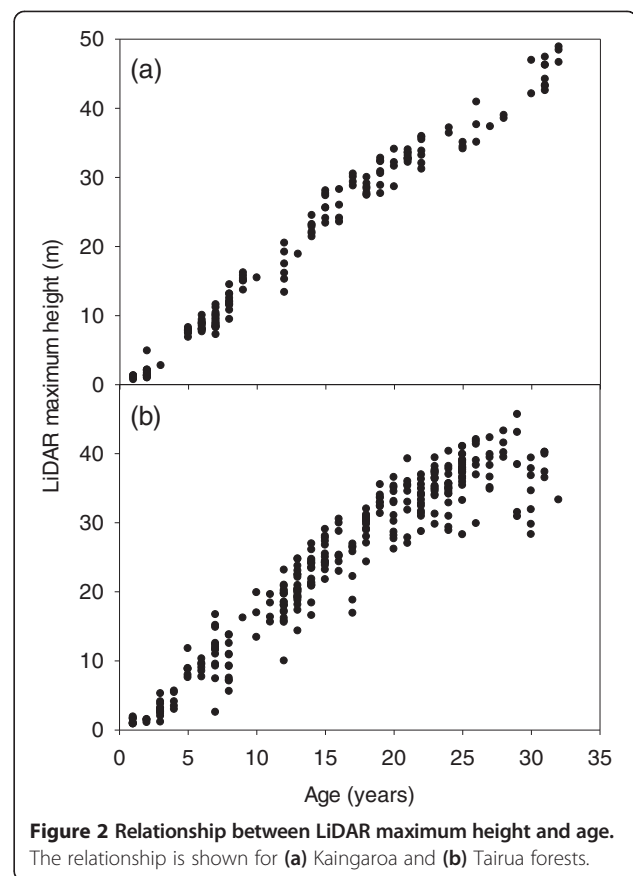 50
(a)
40
30
20
10
0
LiDAR maximum height (m)
(b)
40
30
20
10
0
0 5 10 15 20 25 30 35
Age (years)
Figure 2 Relationship between LiDAR maximum height and age.
The relationship is shown for (a) Kaingaroa and (b) Tairua forests.